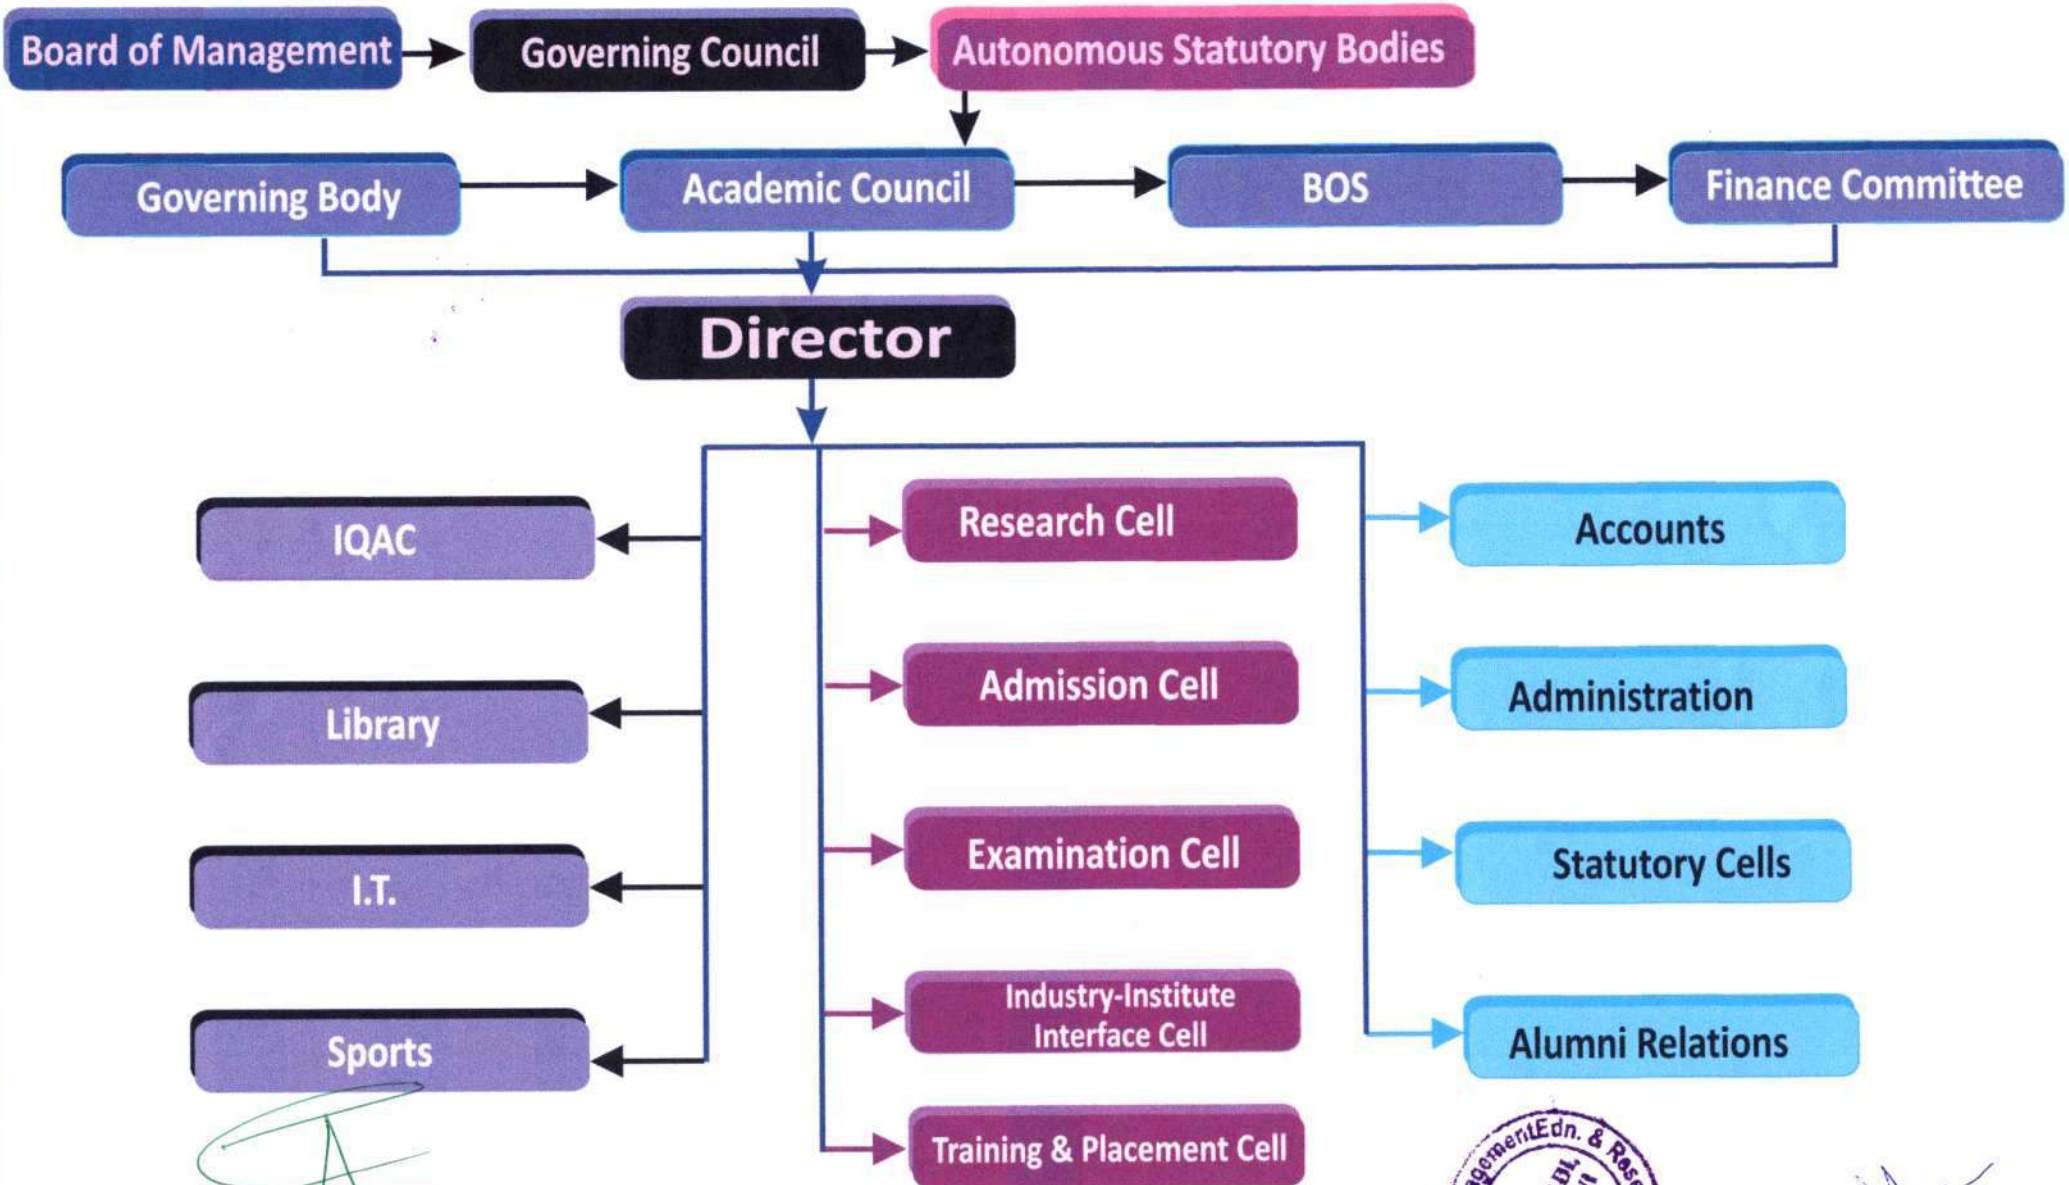 Board of Management
Governing Council
Autonomous Statutory Bodies
Governing Body
Academic Council
BOS
Finance Committee
Director
IQAC
Research Cell
Accounts
Library
Admission Cell
Administration
I.T.
Examination Cell
Statutory Cells
Sports
Industry-Institute
Interface Cell
Alumni Relations
Training & Placement Cell
Edn. &